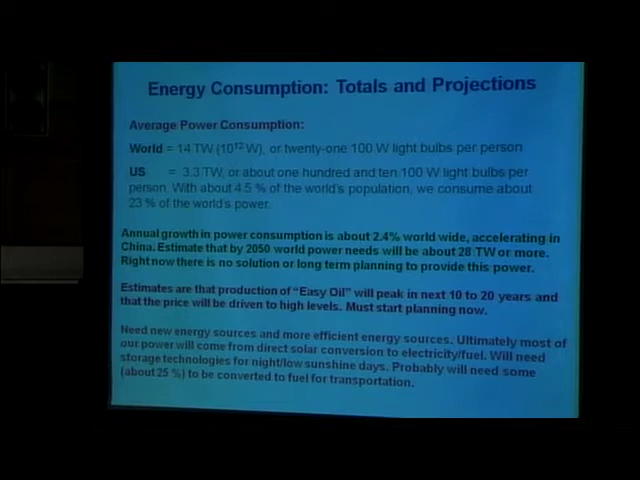 Energy Consumption: Totals and Projections
Average Power Consumption:
World = 14 TW (10¹² W), or twenty-one 100 W light bulbs per person
US = 3.3 TW, or about one hundred and ten 100 W light bulbs per
person. With about 4.5 % of the world's population, we consume about
23 % of the world's power.
Annual growth in power consumption is about 2.4% world wide, accelerating in
China. Estimate that by 2050 world power needs will be about 28 TW or more.
Right now there is no solution or long term planning to provide this power.
Estimates are that production of "Easy Oil" will peak in next 10 to 20 years and
that the price will be driven to high levels. Must start planning now.
Need new energy sources and more efficient energy sources. Ultimately most of
our power will come from direct solar conversion to electricity/fuel. Will need
storage technologies for night/low sunshine days. Probably will need some
(about 25 %) to be converted to fuel for transportation.